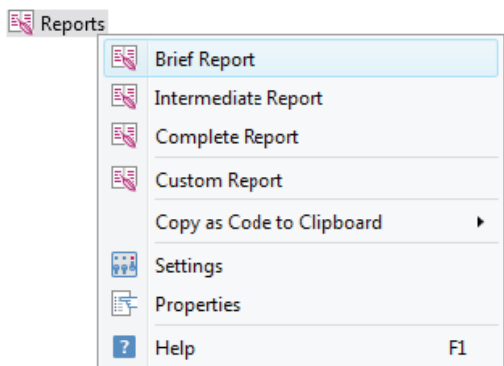 Reports
Brief Report
Intermediate Report
Complete Report
Custom Report
Copy as Code to Clipboard
Settings
Properties
? Help F1